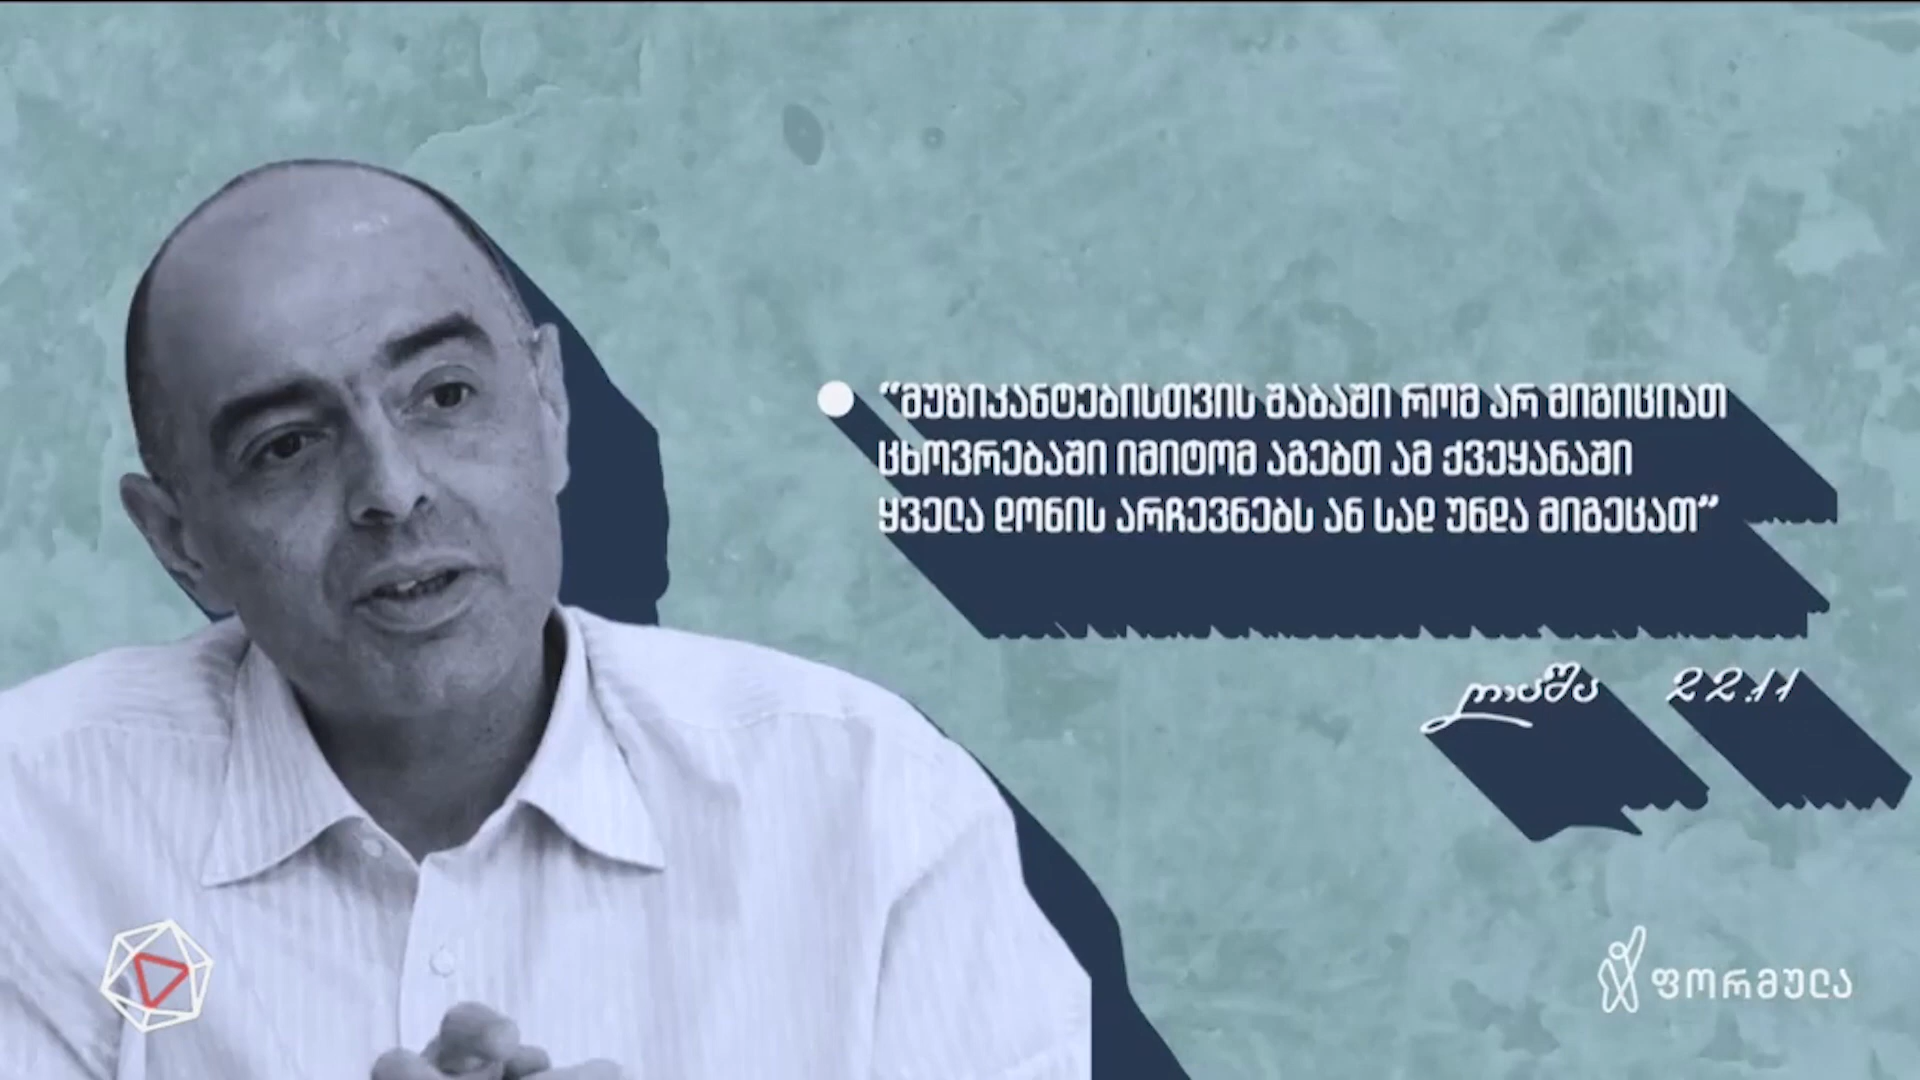 “მუზიკანტებისთვის შაბაში რომ არ მიგიციათ
ცხოვრებაში იმიტომ აგებთ ამ ქვეყანაში
ყველა დონის არჩევნებს ან სად უნდა მიგეცათ”
ლაშა 22.11
ფორმულა